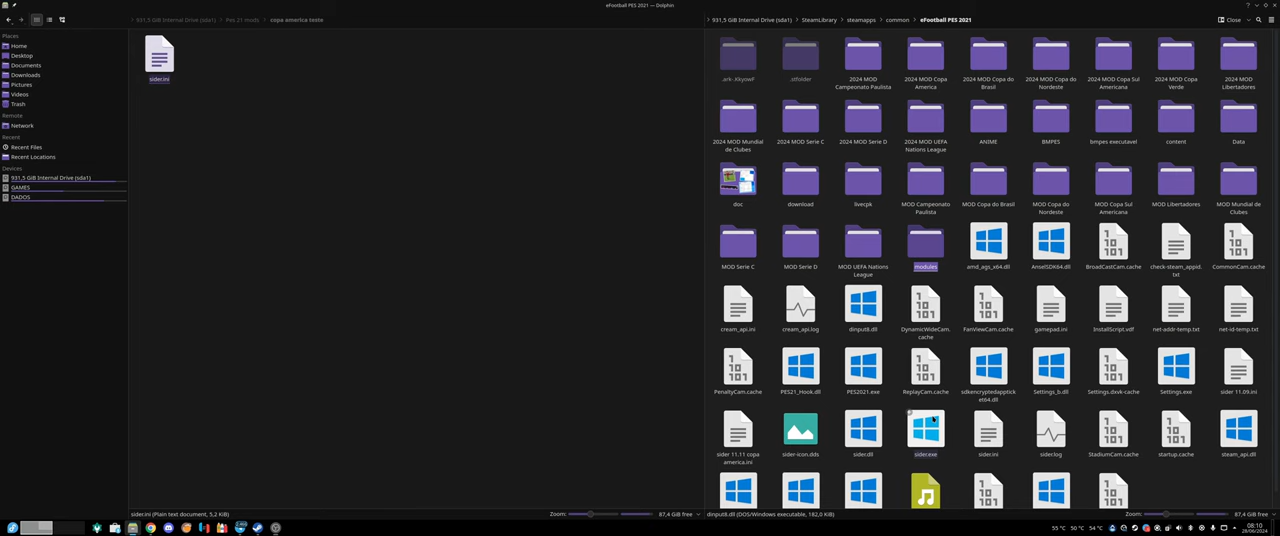 eFootball PES 2021 — Dolphin
931,5 GiB Internal Drive (sda1) > Pes 21 mods > copa america teste
> 931,5 GiB Internal Drive (sda1) > SteamLibrary > steamapps > common > eFootball PES 2021
Close
Places
Home
Desktop
Documents
Downloads
Pictures
Videos
Trash
Remote
Network
Recent
Recent Files
Recent Locations
Devices
931,5 GiB Internal Drive (sda1)
GAMES
DADOS
sider.ini
.ark-.KkyswF
.stfolder
2024 MOD
Campeonato Paulista
2024 MOD Copa
America
2024 MOD Copa do
Brasil
2024 MOD Copa do
Nordeste
2024 MOD Copa Sul
Americana
2024 MOD Copa
Verde
2024 MOD
Libertadores
2024 MOD Mundial
de Clubes
2024 MOD Serie C
2024 MOD Serie D
2024 MOD UEFA
Nations League
ANIME
BMPES
bmpes executavel
content
Data
doc
download
livecpk
MOD Campeonato
Paulista
MOD Copa do Brasil
MOD Copa do
Nordeste
MOD Copa Sul
Americana
MOD Libertadores
MOD Mundial de
Clubes
MOD Serie C
MOD Serie D
MOD UEFA Nations
League
modules
amd_ags_x64.dll
AnselSDK64.dll
BroadCastCam.cache
check-steam_appid.
txt
CommonCam.cache
cream_api.ini
cream_api.log
dinput8.dll
DynamicWideCam.
cache
FanViewCam.cache
gamepad.ini
InstallScript.vdf
net-addr-temp.txt
net-id-temp.txt
PenaltyCam.cache
PES21_Hook.dll
PES2021.exe
ReplayCam.cache
sdkencryptedapptick
et64.dll
Settings_b.dll
Settings.dxvk-cache
Settings.exe
sider 11.09.ini
sider 11.11 copa
america.ini
sider-icon.dds
sider.dll
sider.exe
sider.ini
sider.log
StadiumCam.cache
startup.cache
steam_api.dll
sider.ini (Plain text document, 5,2 KiB)
Zoom:
87,4 GiB free
dinput8.dll (DOS/Windows executable, 182,0 KiB)
Zoom:
87,4 GiB free
55 °C 50 °C 54 °C
08:10
28/06/2024